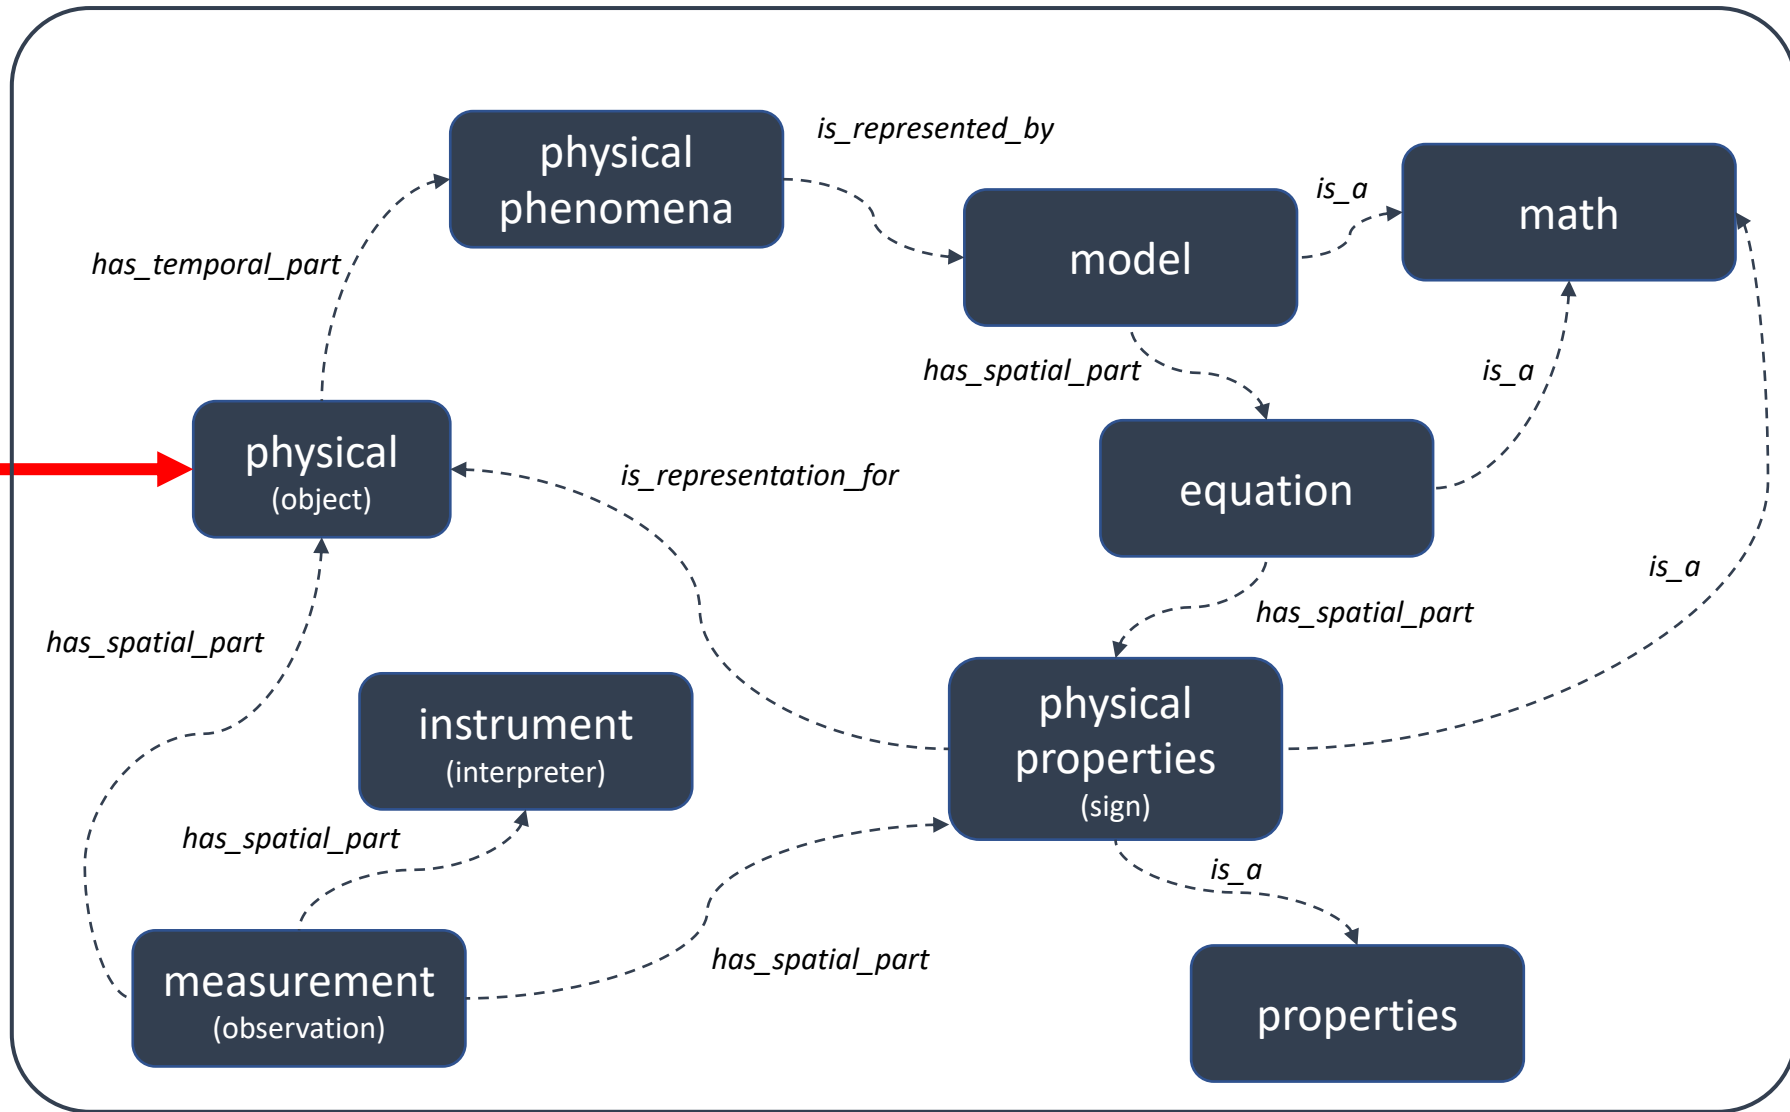 is_represented_by
physical
phenomena
is_a
math
model
has_temporal_part
has_spatial_part
is_a
physical
(object)
is_representation_for
equation
is_a
has_spatial_part
has_spatial_part
physical
properties
(sign)
instrument
(interpreter)
has_spatial_part
is_a
has_spatial_part
measurement
(observation)
properties